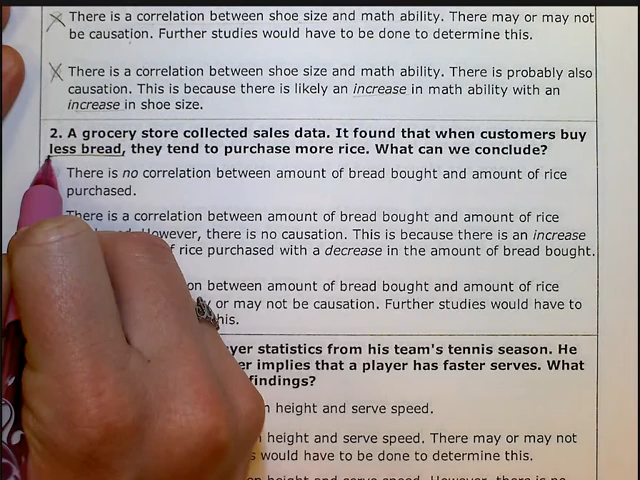 There is a correlation between shoe size and math ability. There may or may not
be causation. Further studies would have to be done to determine this.
There is a correlation between shoe size and math ability. There is probably also
causation. This is because there is likely an increase in math ability with an
increase in shoe size.
2. A grocery store collected sales data. It found that when customers buy
less bread, they tend to purchase more rice. What can we conclude?
There is no correlation between amount of bread bought and amount of rice
purchased.
There is a correlation between amount of bread bought and amount of rice
However, there is no causation. This is because there is an increase
of rice purchased with a decrease in the amount of bread bought.
between amount of bread bought and amount of rice
or may not be causation. Further studies would have to
this.
statistics from his team's tennis season. He
implies that a player has faster serves. What
findings?
height and serve speed.
height and serve speed. There may or may not
would have to be done to determine this.
height and serve speed. However, there is no